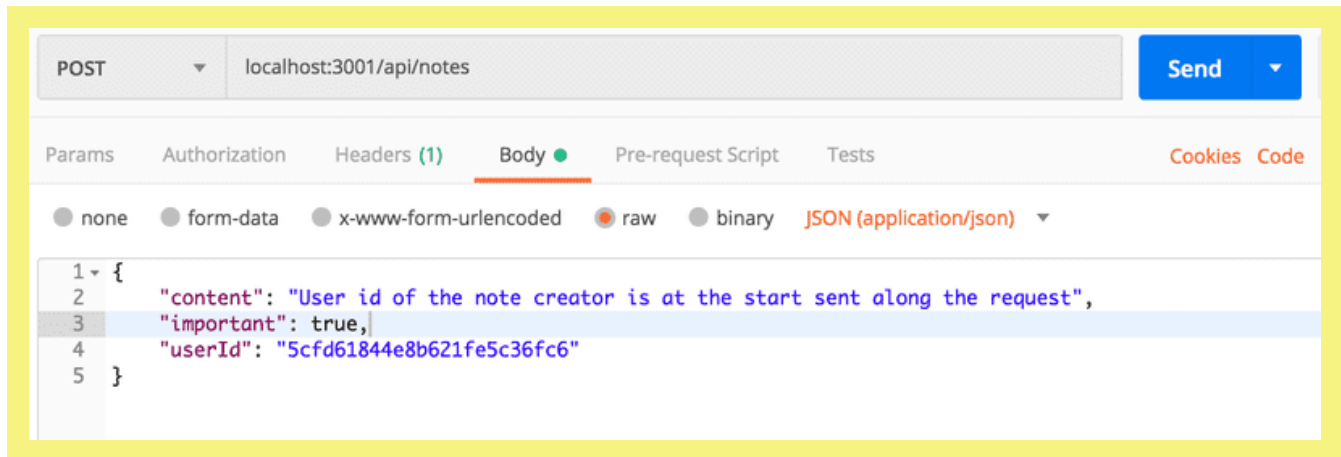 POST localhost:3001/api/notes Send
Params Authorization Headers (1) Body Pre-request Script Tests Cookies Code
none form-data x-www-form-urlencoded raw binary JSON (application/json)
1 {
2 "content": "User id of the note creator is at the start sent along the request",
3 "important": true,
4 "userId": "5cfd61844e8b621fe5c36fc6"
5 }